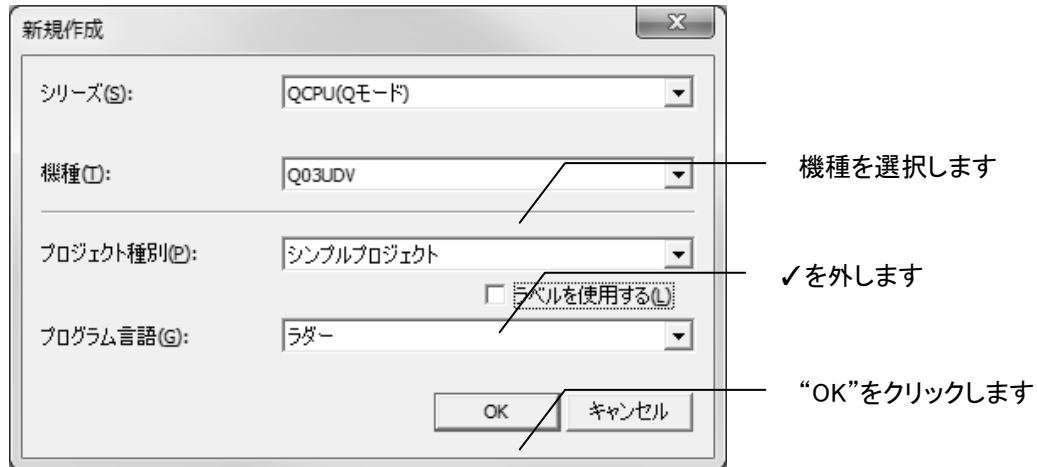 新規作成
シリーズ(S):
QCPU(Qモード)
機種(T):
Q03UDV
機種を選択します
プロジェクト種別(P):
シンプルプロジェクト
✓を外します
ラベルを使用する(L)
プログラム言語(G):
ラダー
“OK”をクリックします
OK
キャンセル